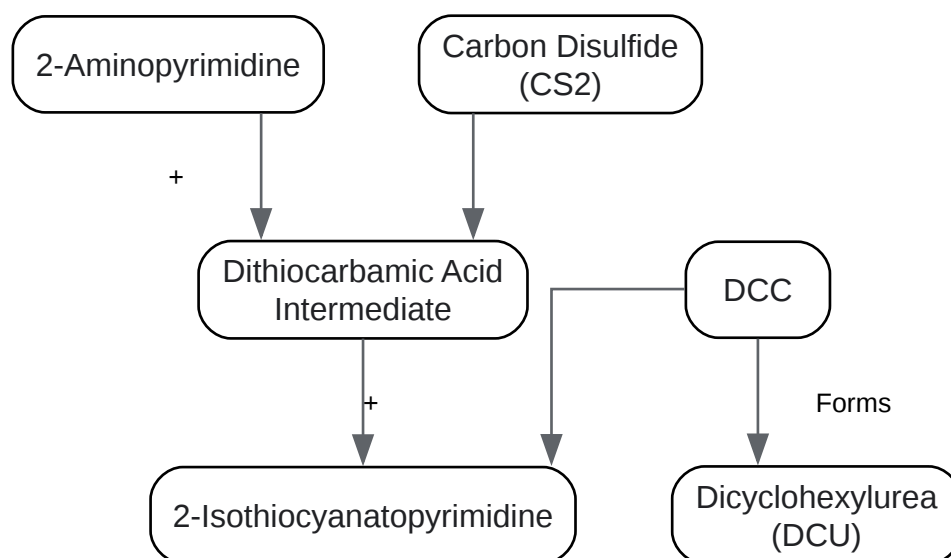 2-Aminopyrimidine
Carbon Disulfide
(CS2)
+
Dithiocarbamic Acid
Intermediate
DCC
+
Forms
2-Isothiocyanatopyrimidine
Dicyclohexylurea
(DCU)